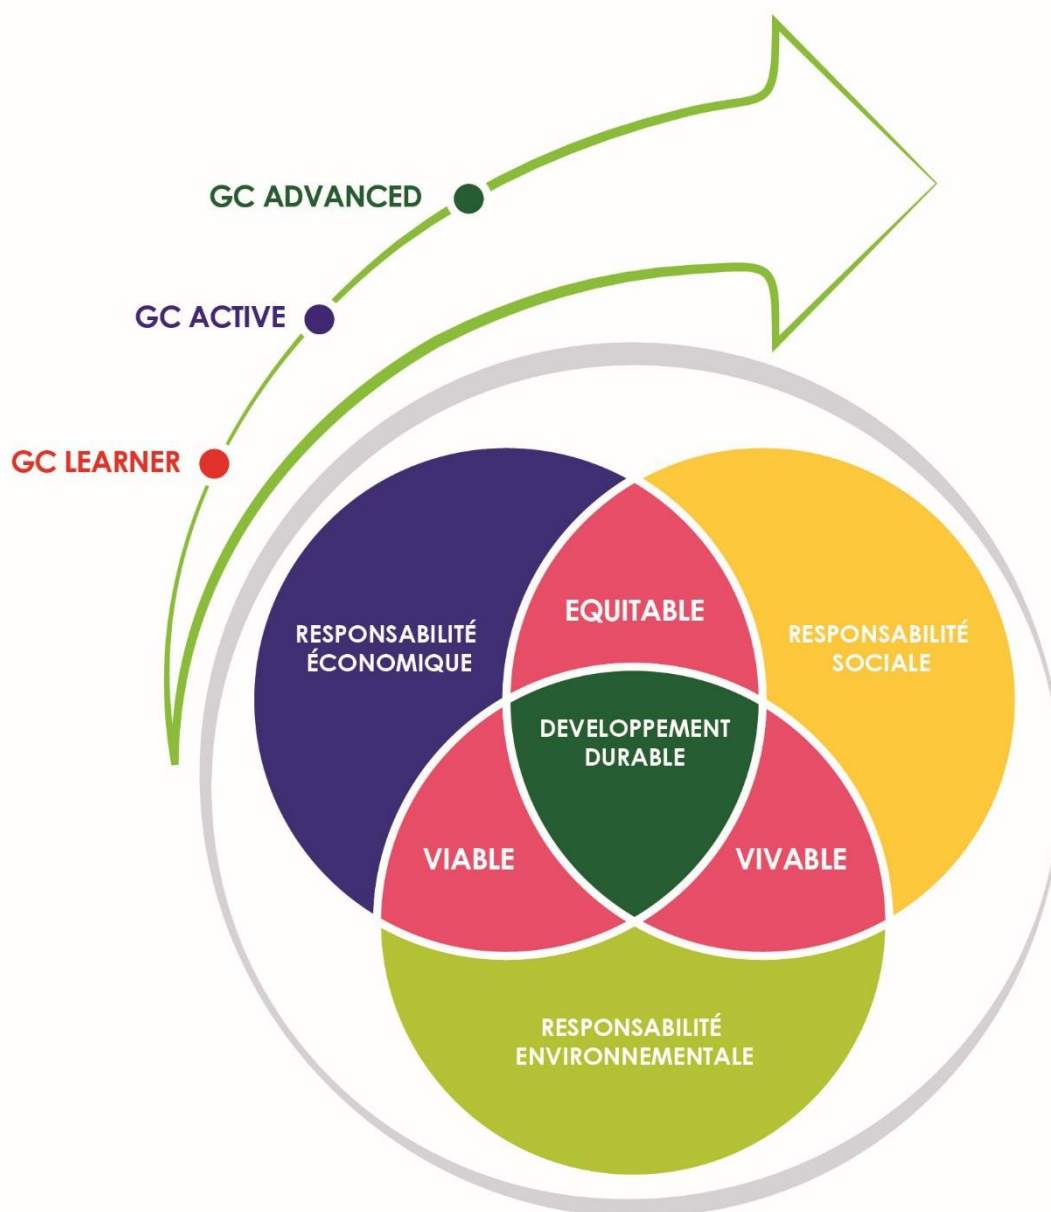 GC ADVANCED
GC ACTIVE
GC LEARNER
EQUITABLE
RESPONSABILITÉ
ÉCONOMIQUE
RESPONSABILITÉ
SOCIALE
DEVELOPPEMENT
DURABLE
VIABLE
VIVABLE
RESPONSABILITÉ
ENVIRONNEMENTALE